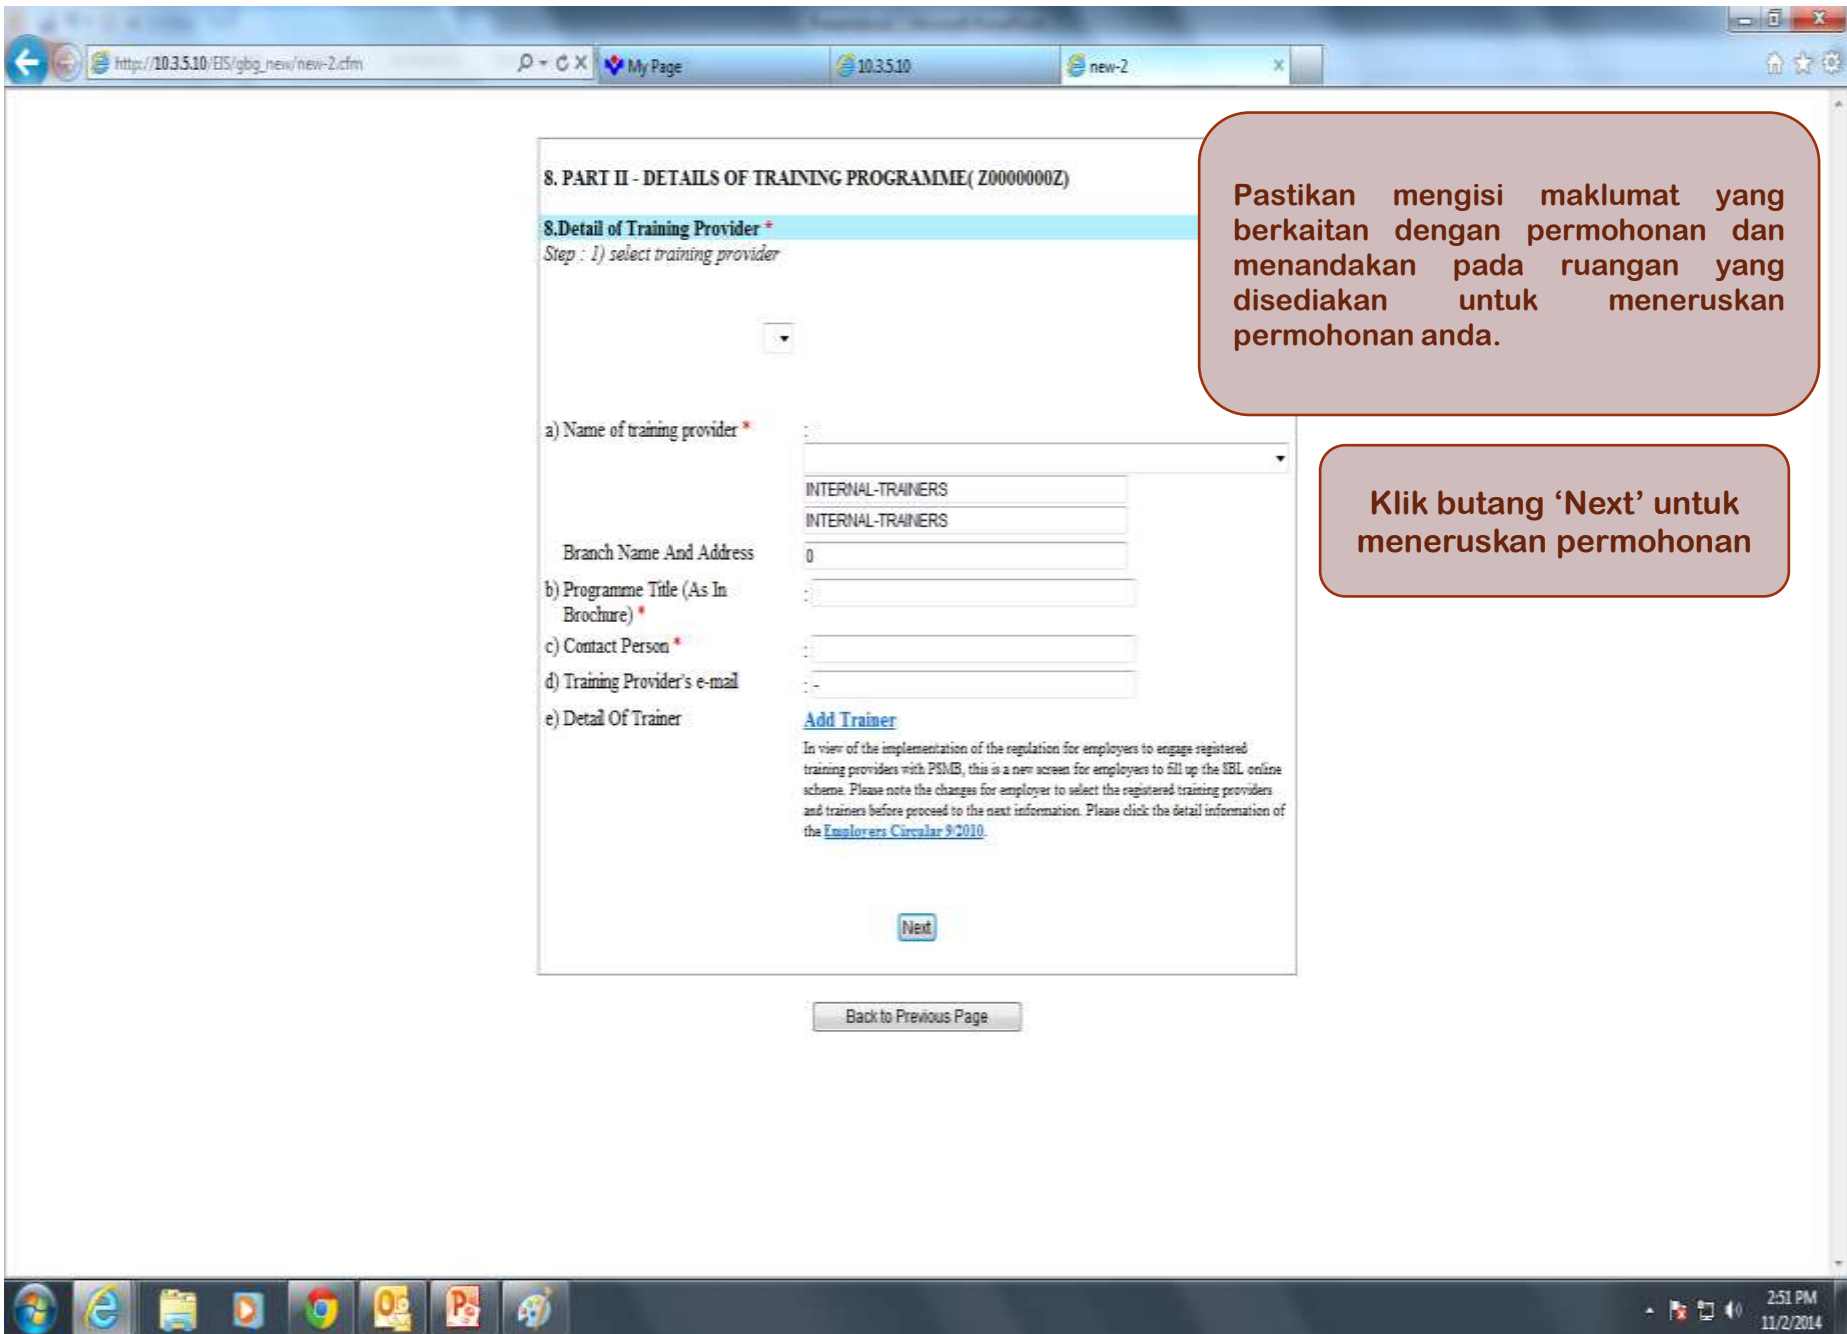 http://10.3.5.10/EIS/gbg_new/new-2.cfm
My Page
10.3.5.10
new-2
8. PART II - DETAILS OF TRAINING PROGRAMME( Z0000000Z)
8.Detail of Training Provider *
Step : 1) select training provider
Pastikan mengisi maklumat yang
berkaitan dengan permohonan dan
menandakan pada ruangan yang
disediakan untuk meneruskan
permohonan anda.
a) Name of training provider * :
INTERNAL-TRAINERS
INTERNAL-TRAINERS
Branch Name And Address 0
Klik butang ‘Next’ untuk
meneruskan permohonan
b) Programme Title (As In :
Brochure) *
c) Contact Person * :
d) Training Provider's e-mail : -
e) Detail Of Trainer Add Trainer
In view of the implementation of the regulation for employers to engage registered
training providers with PSMB, this is a new screen for employers to fill up the SBL online
scheme. Please note the changes for employer to select the registered training providers
and trainers before proceed to the next information. Please click the detail information of
the Employers Circular 9/2010.
Next
Back to Previous Page
2:51 PM
11/2/2014